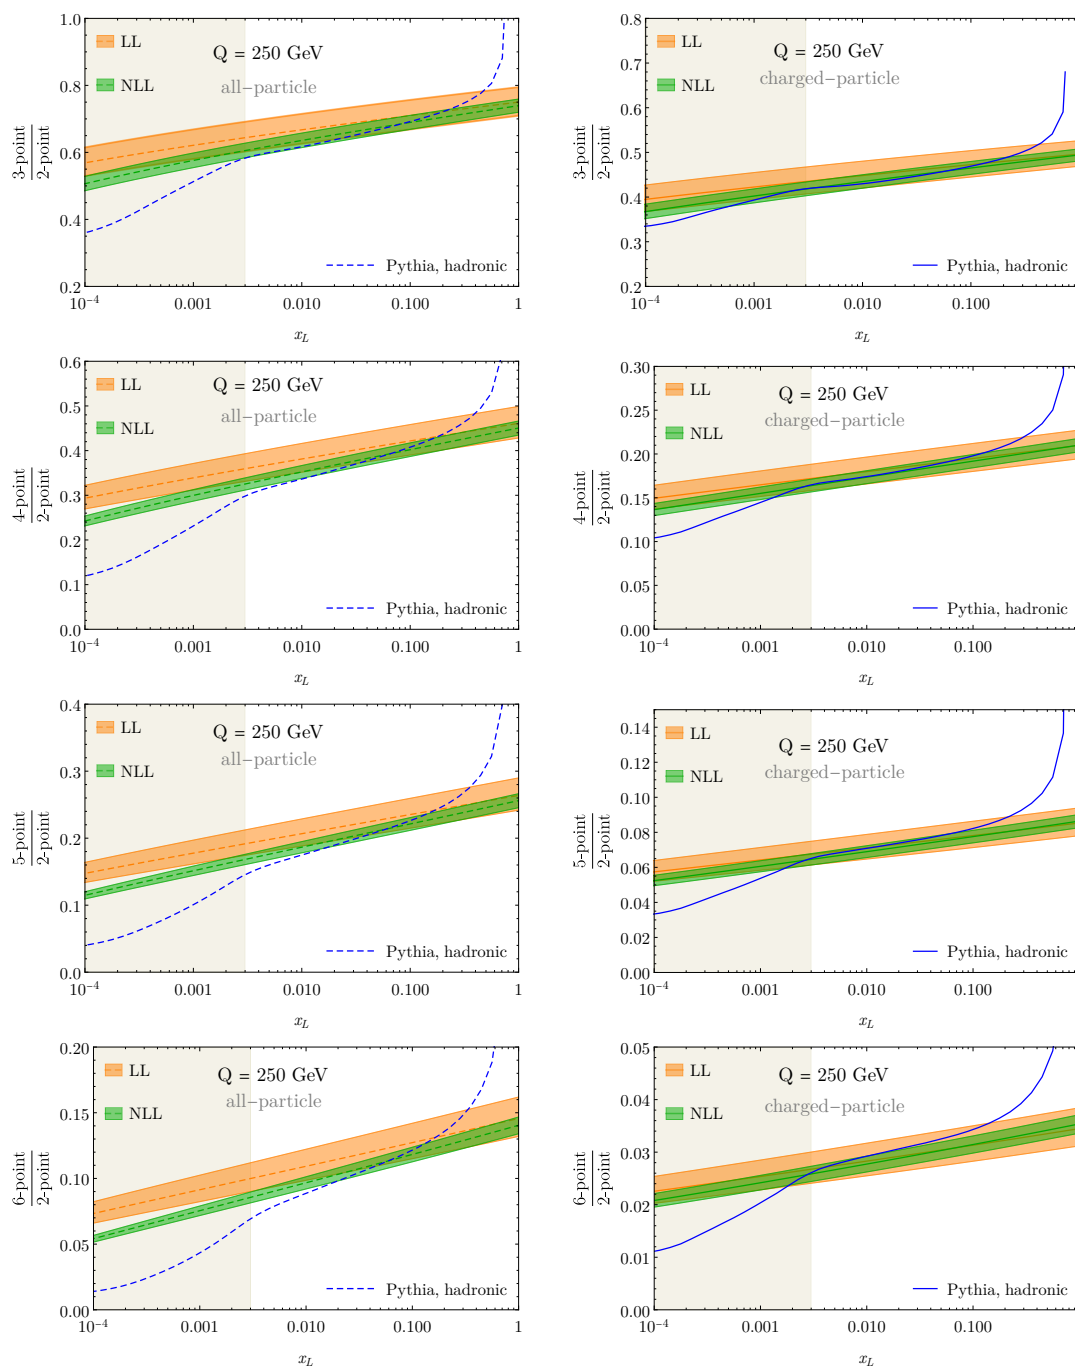 1.0
0.8
0.6
0.4
0.2
LL
NLL
Q = 250 GeV
all-particle
Pythia, hadronic
3-point
2-point
10⁻⁴
0.001
0.010
0.100
1
x_L
0.8
0.7
0.6
0.5
0.4
0.3
0.2
LL
NLL
Q = 250 GeV
charged-particle
Pythia, hadronic
3-point
2-point
10⁻⁴
0.001
0.010
0.100
x_L
0.6
0.5
0.4
0.3
0.2
0.1
0.0
LL
NLL
Q = 250 GeV
all-particle
Pythia, hadronic
4-point
2-point
10⁻⁴
0.001
0.010
0.100
1
x_L
0.30
0.25
0.20
0.15
0.10
0.05
0.00
LL
NLL
Q = 250 GeV
charged-particle
Pythia, hadronic
4-point
2-point
10⁻⁴
0.001
0.010
0.100
x_L
0.4
0.3
0.2
0.1
0.0
LL
NLL
Q = 250 GeV
all-particle
Pythia, hadronic
5-point
2-point
10⁻⁴
0.001
0.010
0.100
1
x_L
0.14
0.12
0.10
0.08
0.06
0.04
0.02
0.00
LL
NLL
Q = 250 GeV
charged-particle
Pythia, hadronic
5-point
2-point
10⁻⁴
0.001
0.010
0.100
x_L
0.20
0.15
0.10
0.05
0.00
LL
NLL
Q = 250 GeV
all-particle
Pythia, hadronic
6-point
2-point
10⁻⁴
0.001
0.010
0.100
1
x_L
0.05
0.04
0.03
0.02
0.01
0.00
LL
NLL
Q = 250 GeV
charged-particle
Pythia, hadronic
6-point
2-point
10⁻⁴
0.001
0.010
0.100
x_L